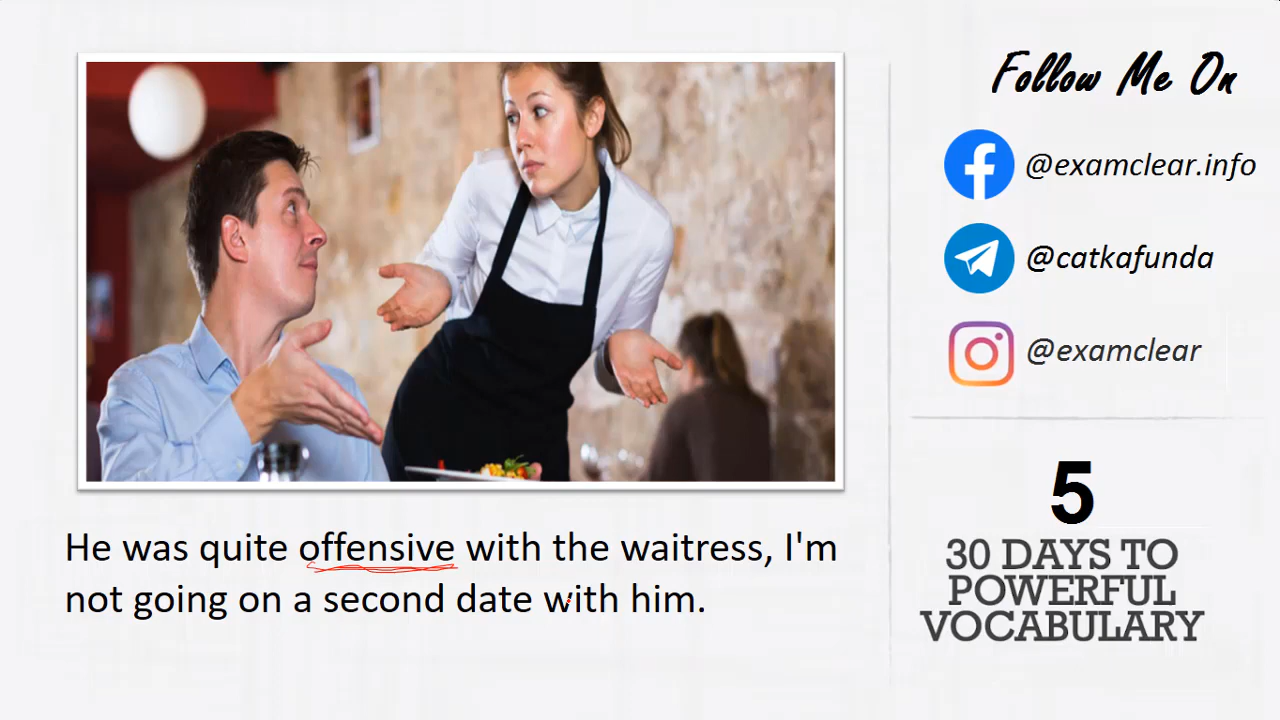 Follow Me On
@examclear.info
@catkafunda
@examclear
He was quite offensive with the waitress, I'm
not going on a second date with him.
5
30 DAYS TO
POWERFUL
VOCABULARY